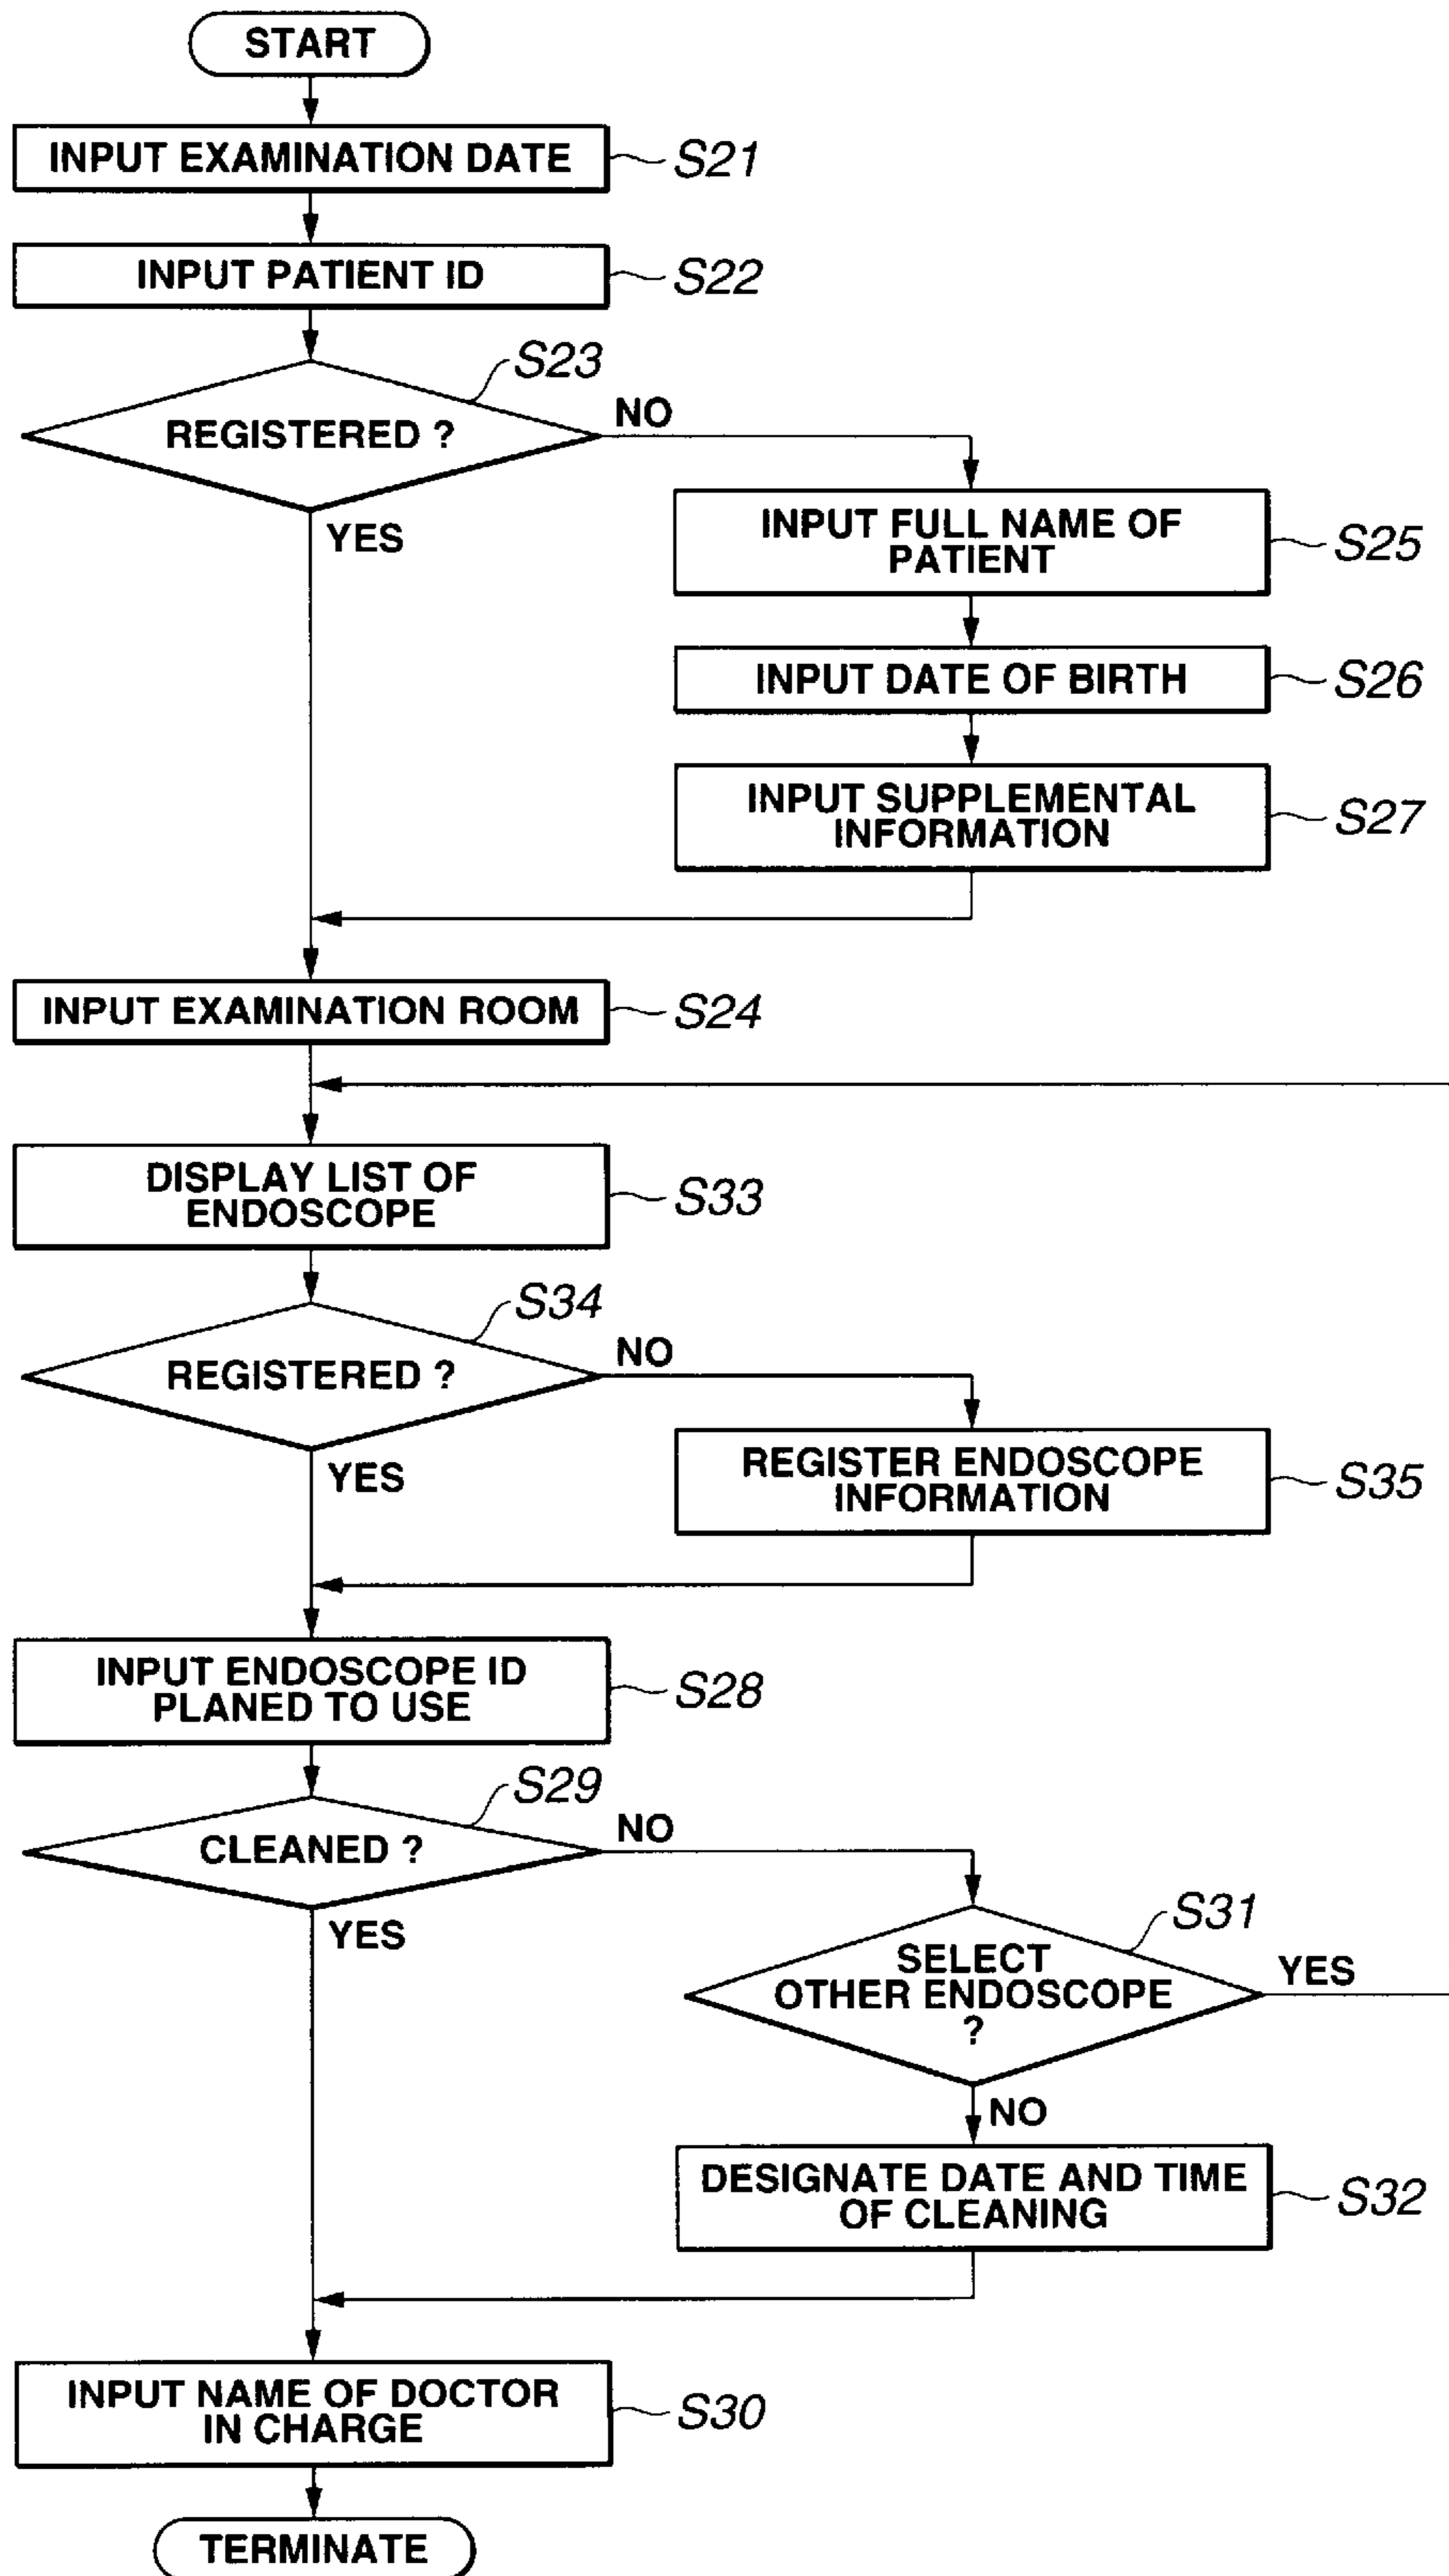 START
INPUT EXAMINATION DATE
S21
INPUT PATIENT ID
S22
S23
REGISTERED ?
NO
YES
INPUT FULL NAME OF
PATIENT
S25
INPUT DATE OF BIRTH
S26
INPUT SUPPLEMENTAL
INFORMATION
S27
INPUT EXAMINATION ROOM
S24
DISPLAY LIST OF
ENDOSCOPE
S33
S34
REGISTERED ?
NO
YES
REGISTER ENDOSCOPE
INFORMATION
S35
INPUT ENDOSCOPE ID
PLANED TO USE
S28
S29
CLEANED ?
NO
YES
S31
SELECT
OTHER ENDOSCOPE
?
YES
NO
DESIGNATE DATE AND TIME
OF CLEANING
S32
INPUT NAME OF DOCTOR
IN CHARGE
S30
TERMINATE